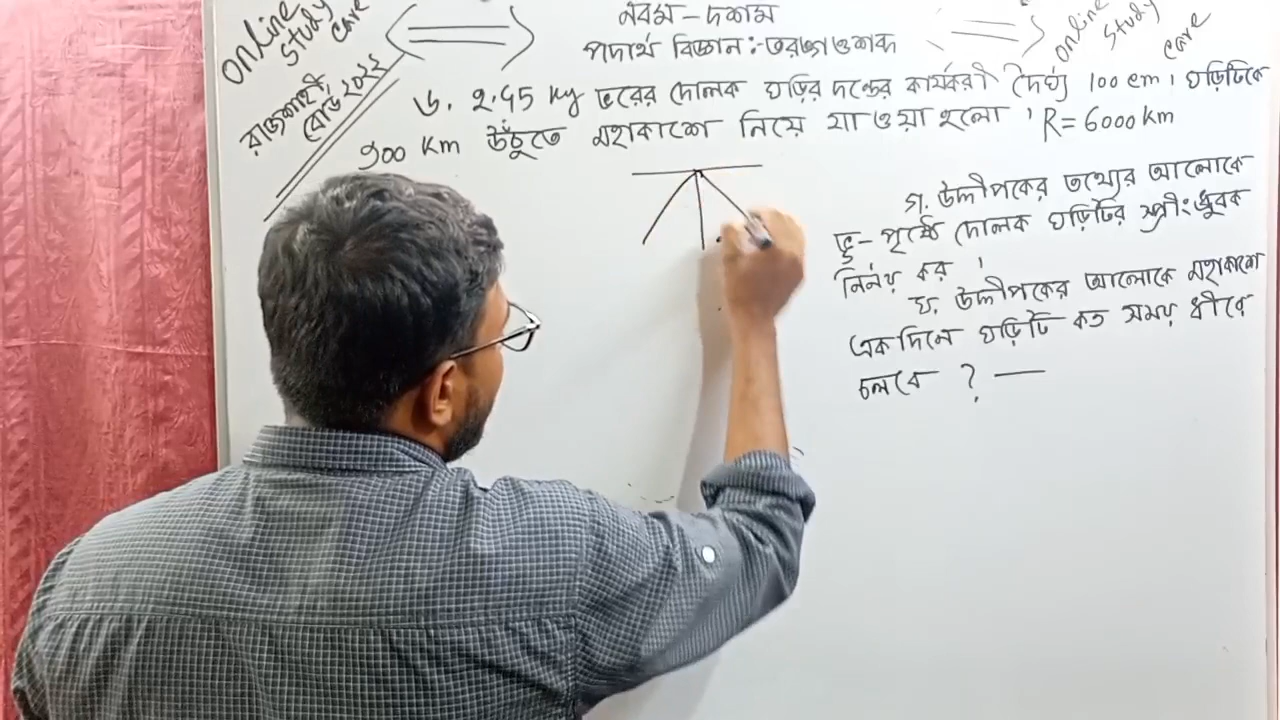 online
study
care
রাজশাহী
বোর্ড ২০২২
নবম - দশম
পদার্থ বিজ্ঞান:- তরঙ্গ ও শব্দ
online
study
care
৬. 2.45 kg ভরের দোলক ঘড়ির দন্ডের কার্যকরী দৈর্ঘ্য 100 cm। ঘড়িটিকে
km উঁচুতে মহাকাশে নিয়ে যাওয়া হলো। R = 6000 km
গ. উদ্দীপকের তথ্যের আলোকে
ভূ-পৃষ্ঠে দোলক ঘড়িটির স্প্রীং ধ্রুবক
নির্নয় কর।
ঘ. উদ্দীপকের আলোকে মহাকাশে
একদিনে ঘড়িটি কত সময় ধীরে
চলবে ? —